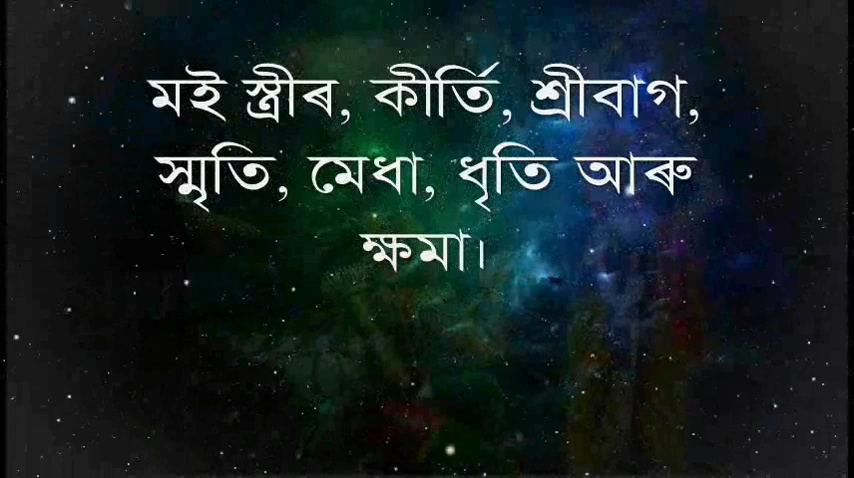 মই স্ত্ৰীৰ, কীৰ্তি, শ্ৰীবাগ,
স্মৃতি, মেধা, ধৃতি আৰু
ক্ষমা।